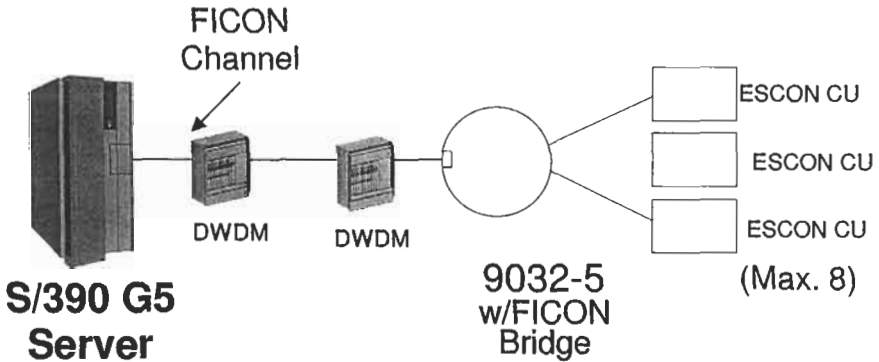 FICON
Channel
ESCON CU
ESCON CU
DWDM
DWDM
ESCON CU
S/390 G5
Server
9032-5
w/FICON
Bridge
(Max. 8)